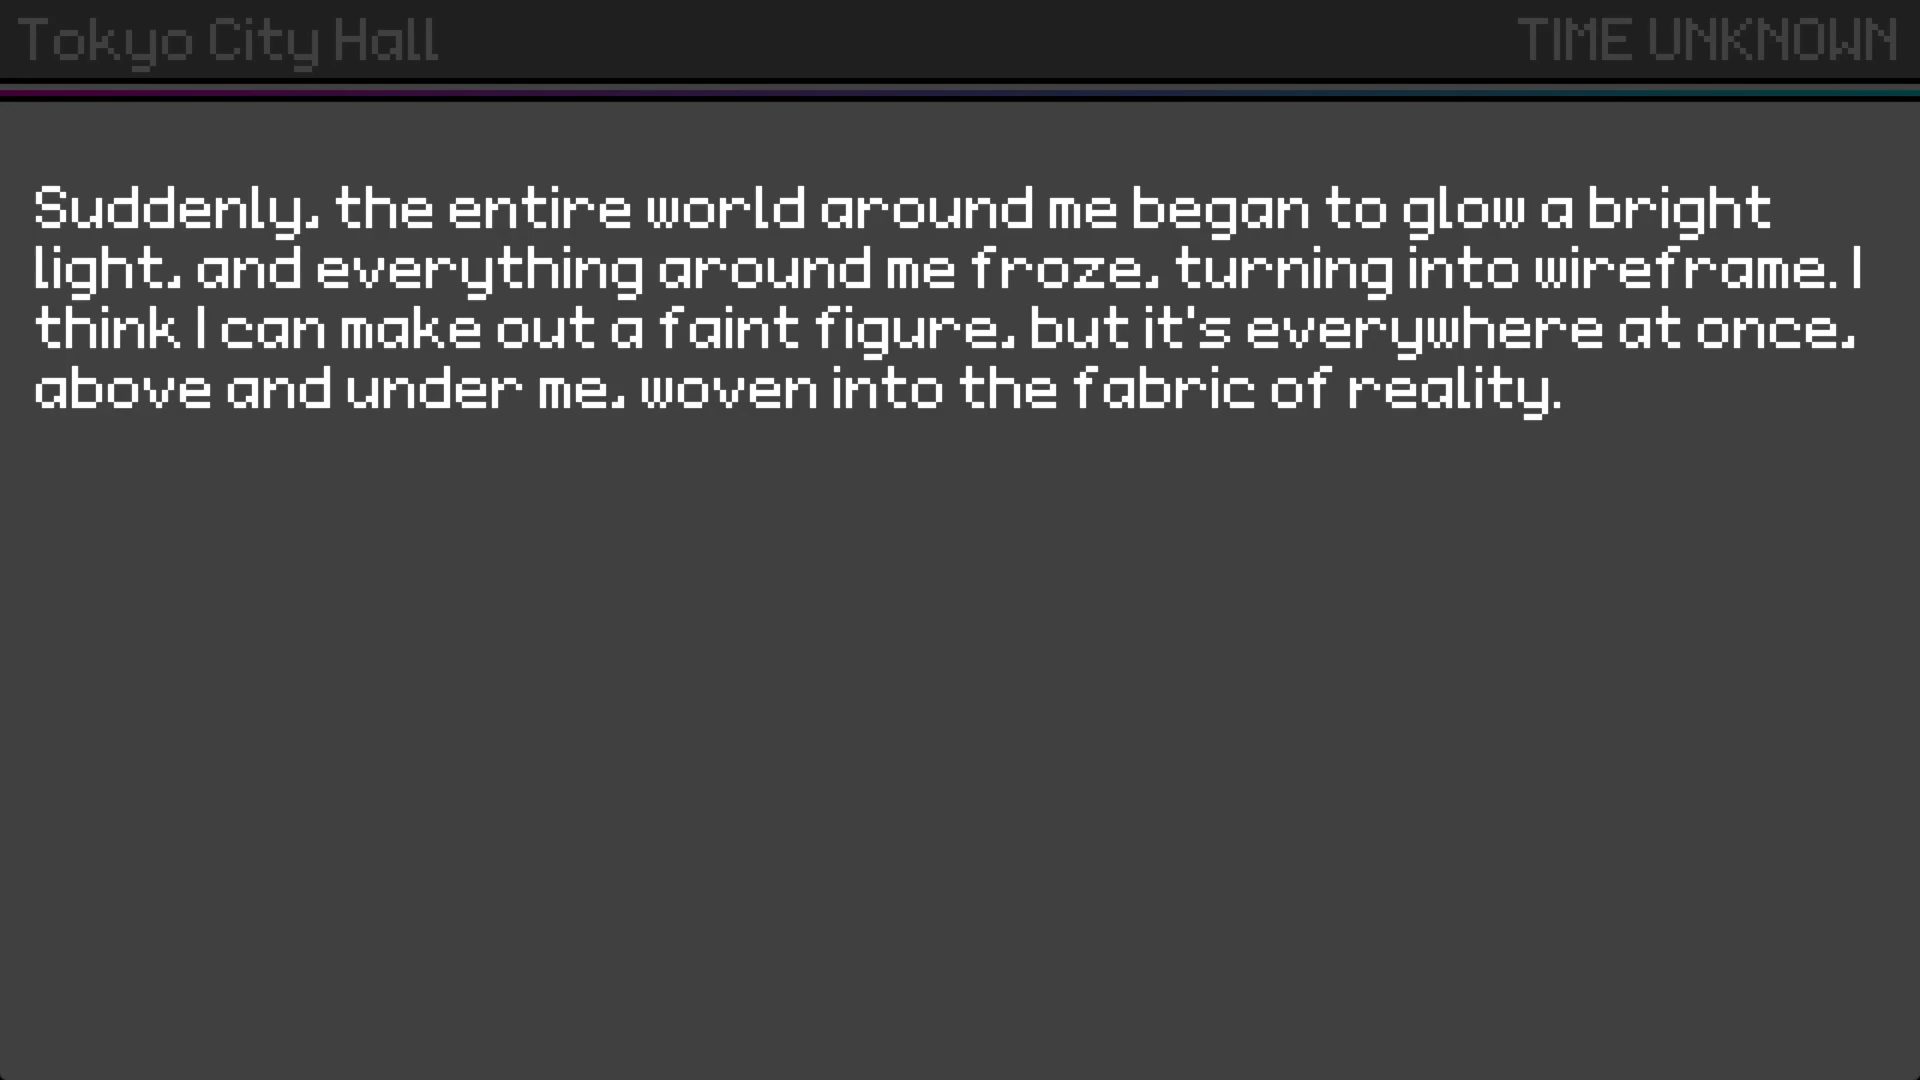 Tokyo City Hall
TIME UNKNOWN
Suddenly, the entire world around me began to glow a bright
light, and everything around me froze, turning into wireframe. I
think I can make out a faint figure, but it's everywhere at once,
above and under me, woven into the fabric of reality.